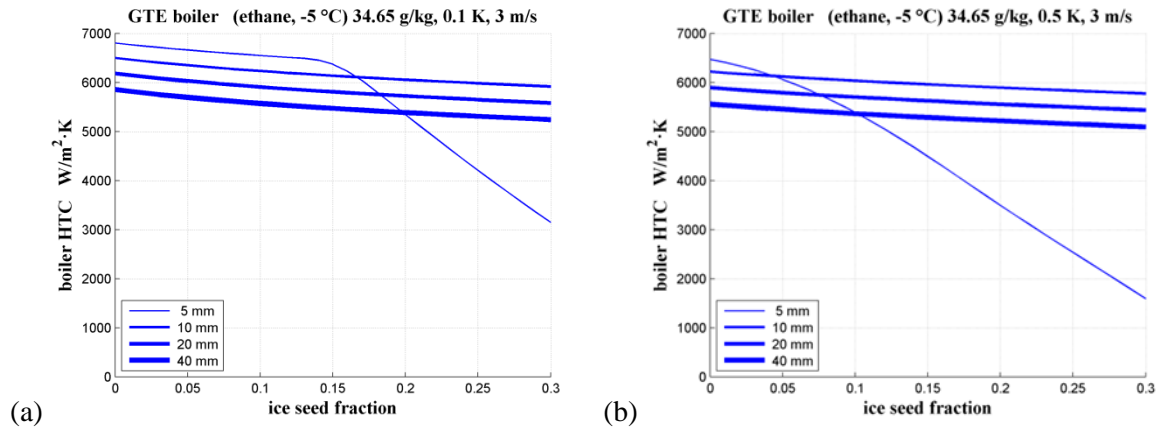 GTE boiler (ethane, -5 °C) 34.65 g/kg, 0.1 K, 3 m/s
7000
6000
5000
4000
3000
2000
1000
0
boiler HTC W/m²·K
5 mm
10 mm
20 mm
40 mm
0 0.05 0.1 0.15 0.2 0.25 0.3
ice seed fraction
(a)
GTE boiler (ethane, -5 °C) 34.65 g/kg, 0.5 K, 3 m/s
7000
6000
5000
4000
3000
2000
1000
0
boiler HTC W/m²·K
5 mm
10 mm
20 mm
40 mm
0 0.05 0.1 0.15 0.2 0.25 0.3
ice seed fraction
(b)